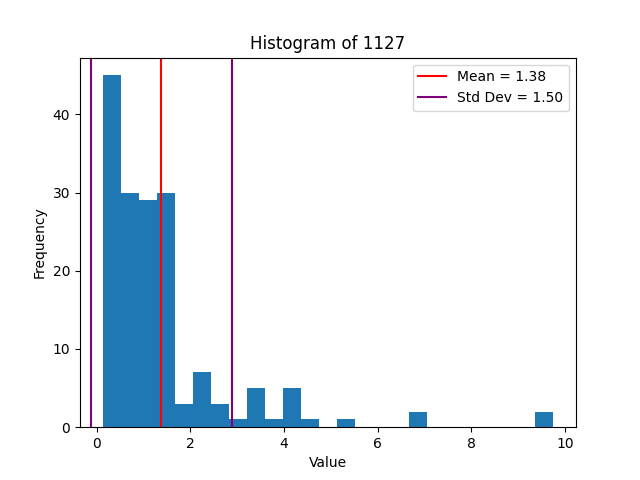 Histogram of 1127
Mean = 1.38
Std Dev = 1.50
Frequency
40
30
20
10
0
0 2 4 6 8 10
Value